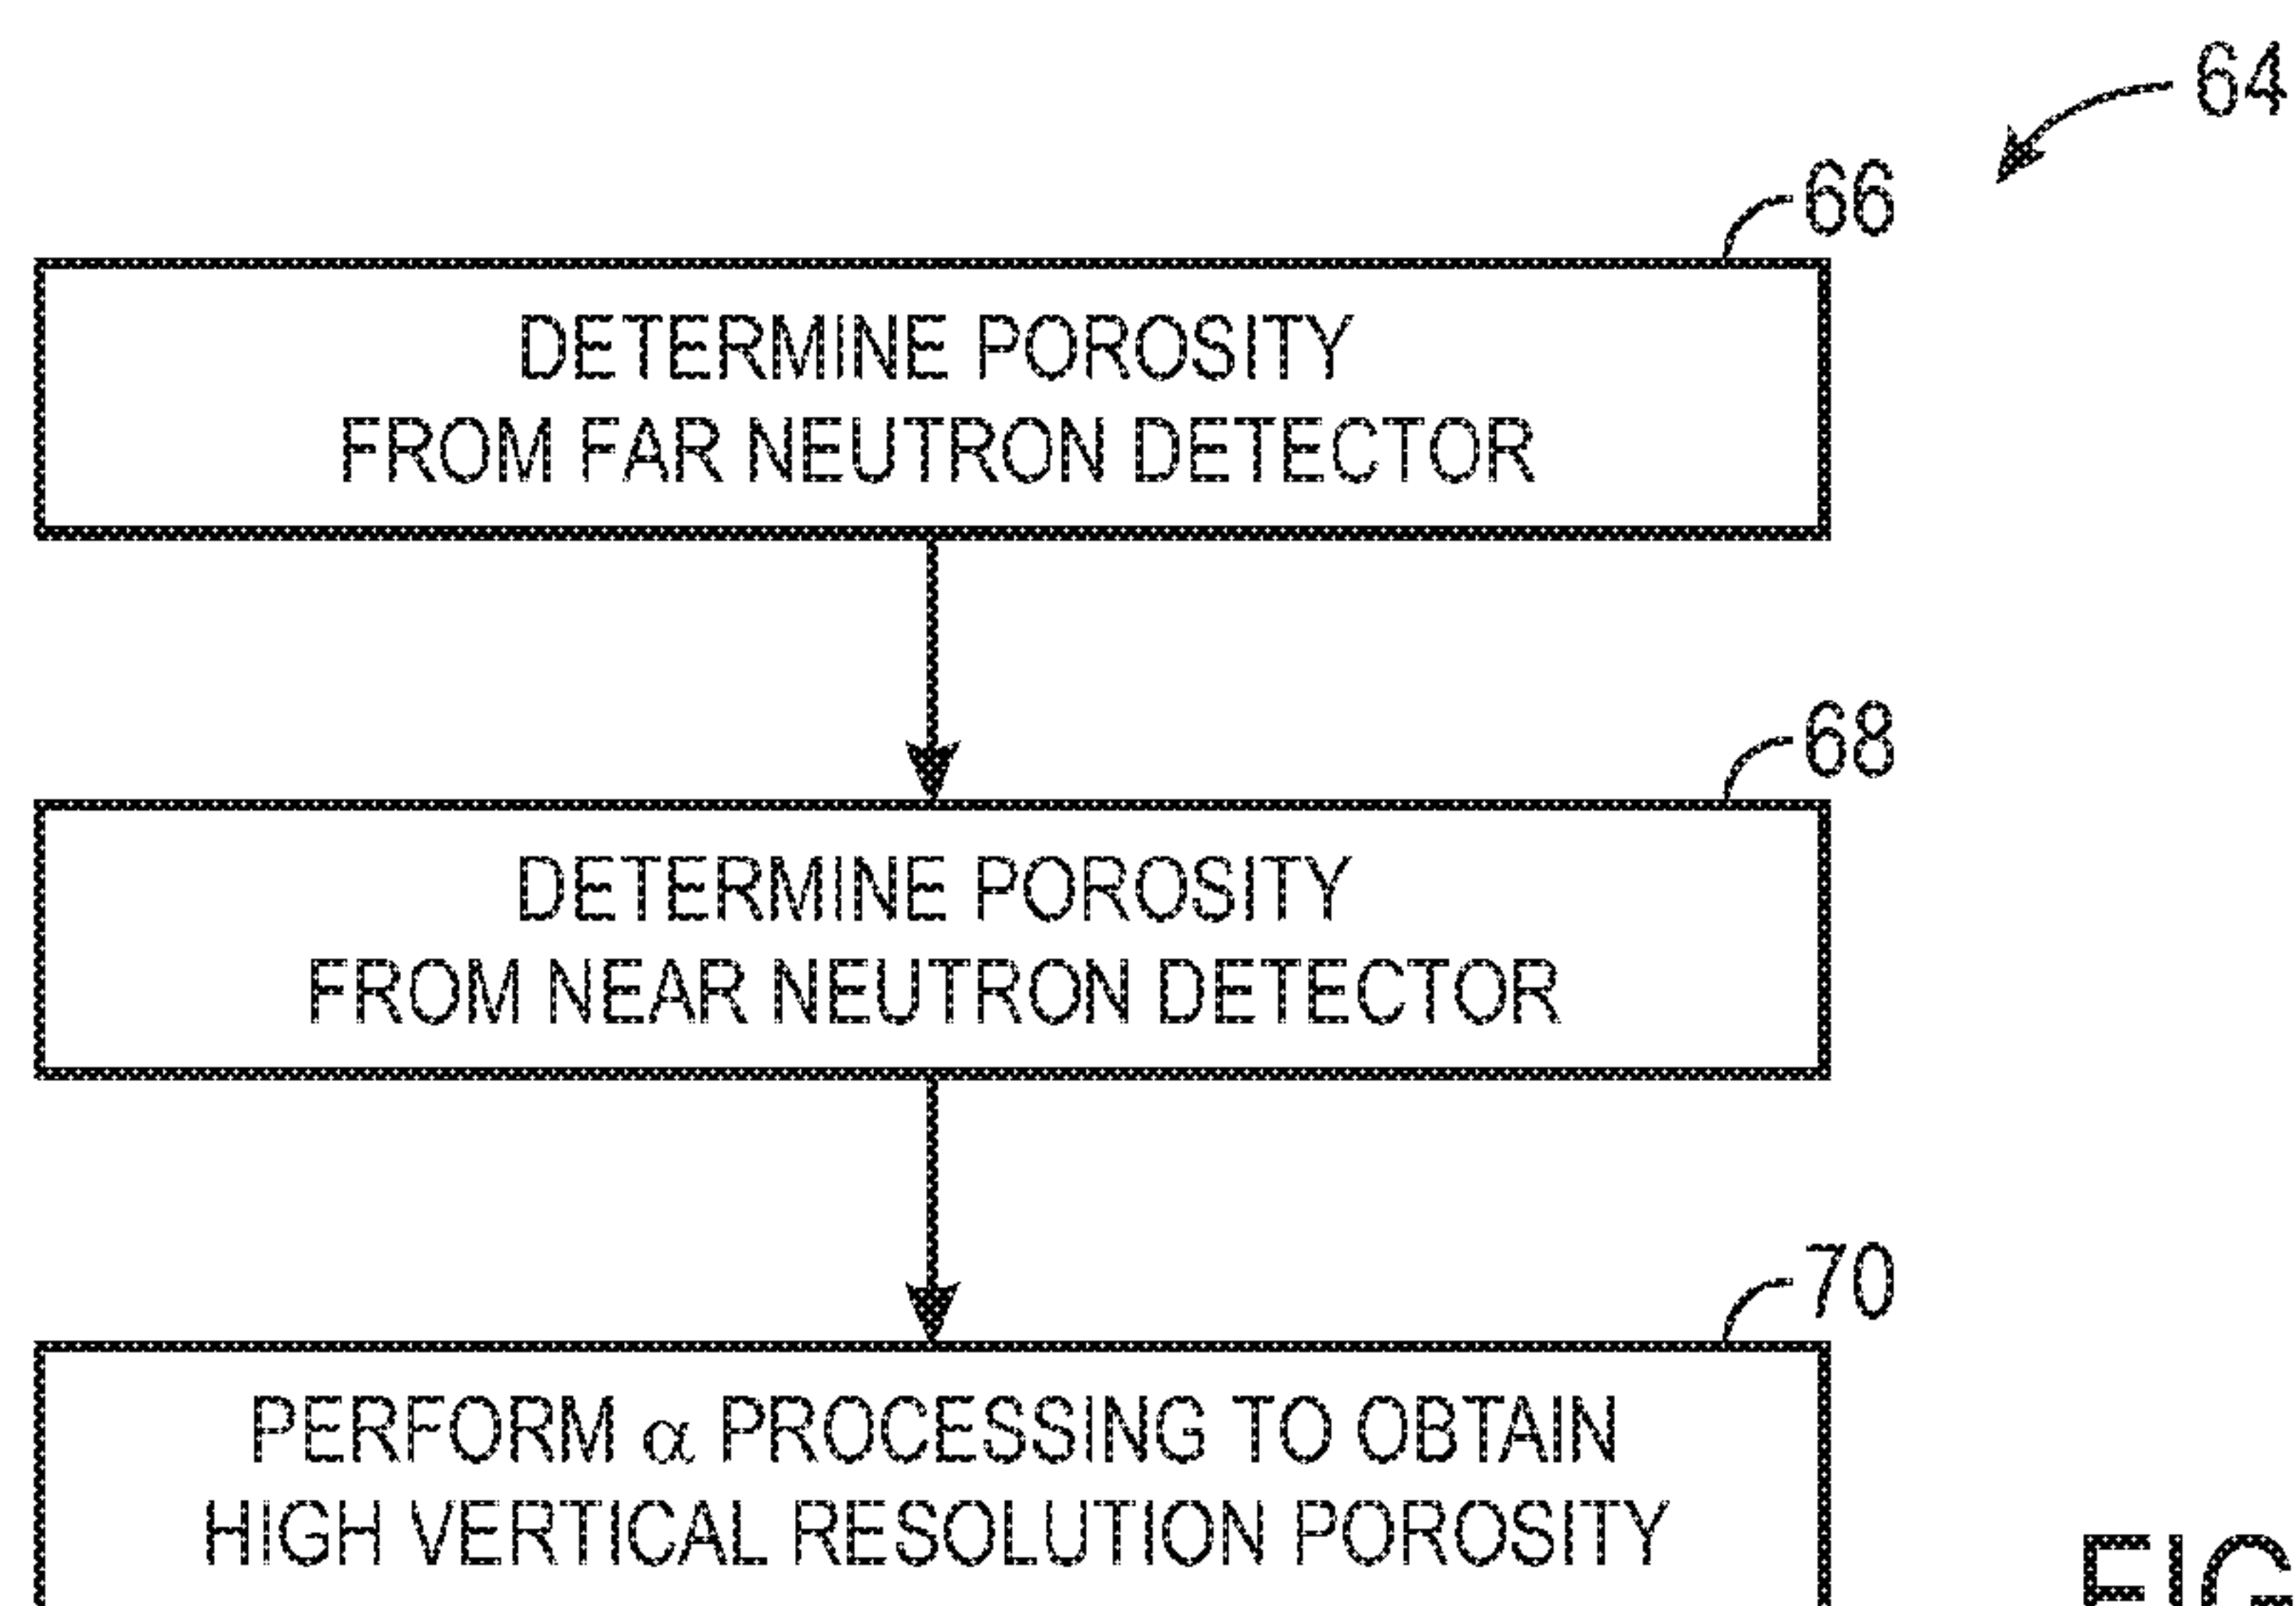 64
66
DETERMINE POROSITY
FROM FAR NEUTRON DETECTOR
68
DETERMINE POROSITY
FROM NEAR NEUTRON DETECTOR
70
PERFORM α PROCESSING TO OBTAIN
HIGH VERTICAL RESOLUTION POROSITY
FIG